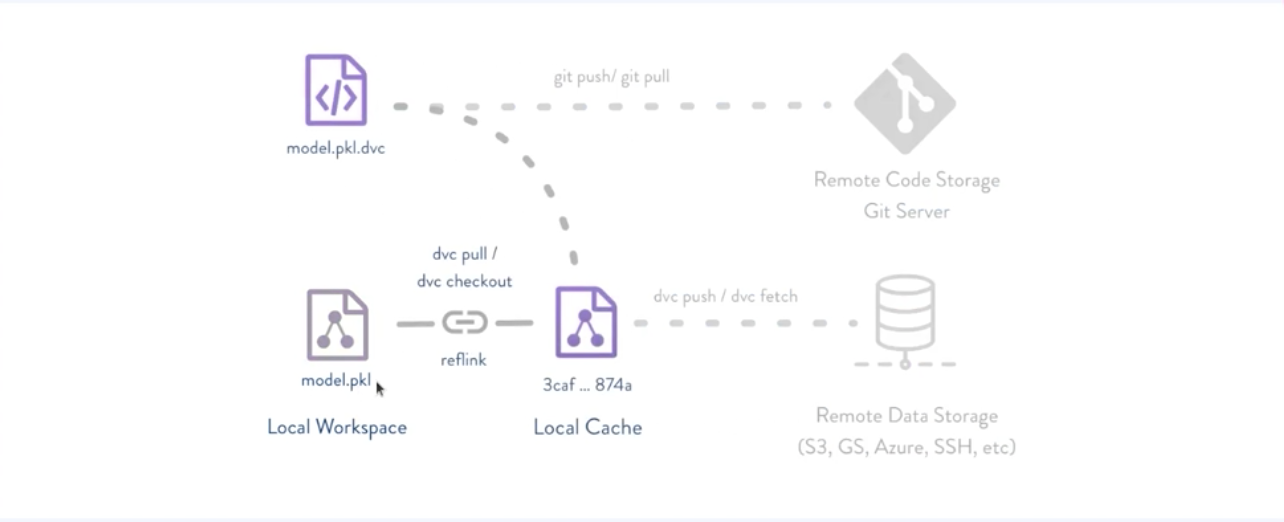 git push/ git pull
model.pkl.dvc
Remote Code Storage
Git Server
dvc pull /
dvc checkout
dvc push / dvc fetch
reflink
model.pkl
3caf ... 874a
Local Workspace
Local Cache
Remote Data Storage
(S3, GS, Azure, SSH, etc)